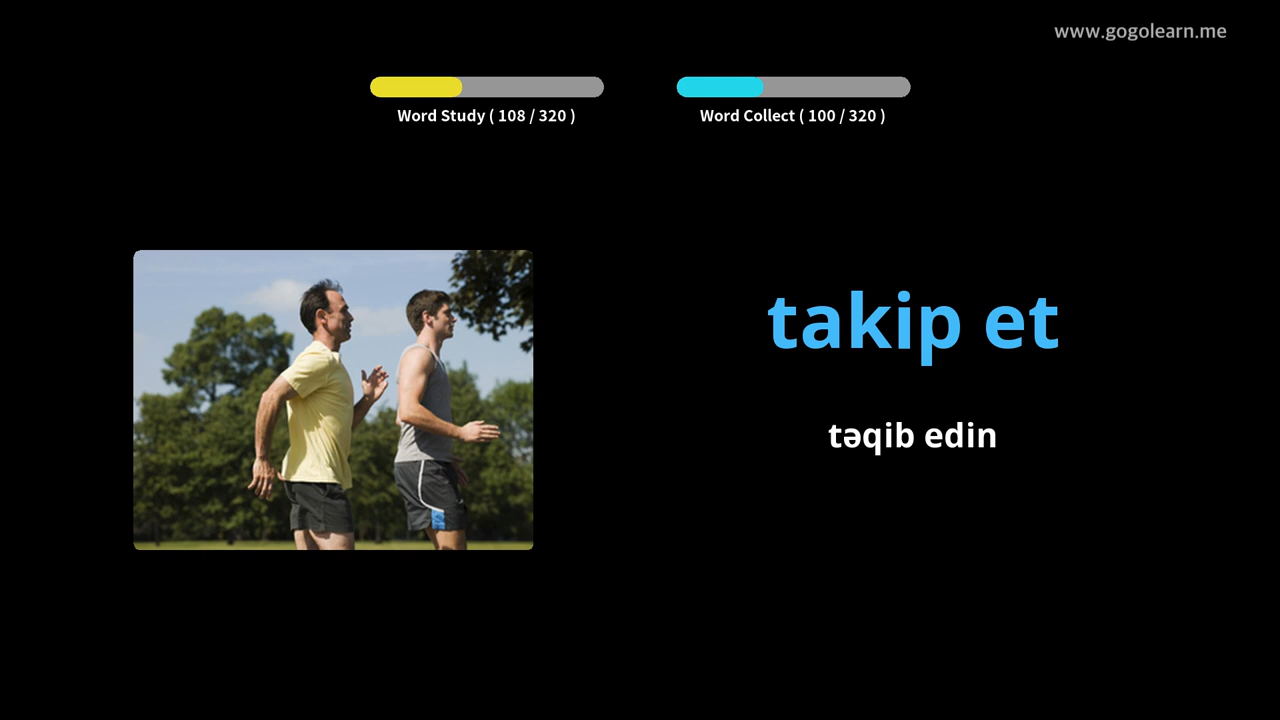 www.gogolearn.me
Word Study ( 108 / 320 )
Word Collect ( 100 / 320 )
takip et
təqib edin